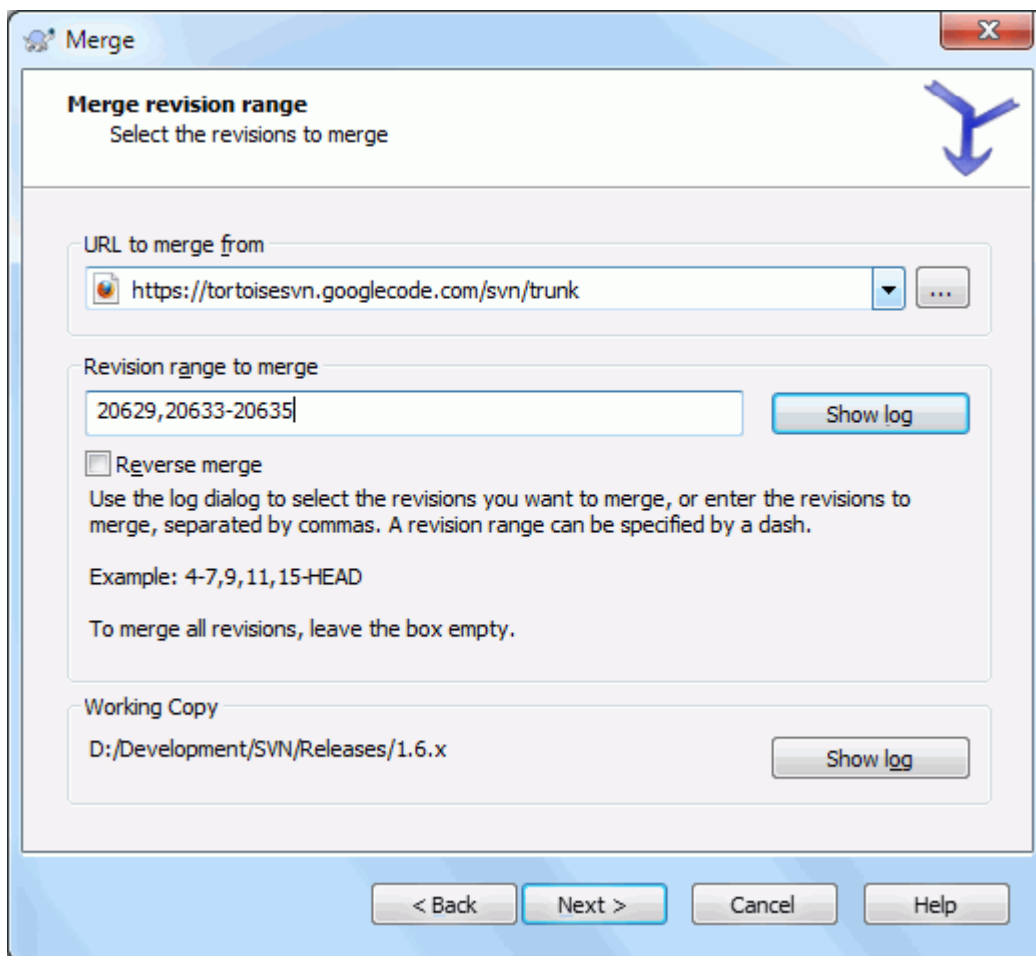 Merge
Merge revision range
Select the revisions to merge
URL to merge from
https://tortoisesvn.googlecode.com/svn/trunk
...
Revision range to merge
20629,20633-20635
Show log
Reverse merge
Use the log dialog to select the revisions you want to merge, or enter the revisions to
merge, separated by commas. A revision range can be specified by a dash.
Example: 4-7,9,11,15-HEAD
To merge all revisions, leave the box empty.
Working Copy
D:/Development/SVN/Releases/1.6.x
Show log
< Back
Next >
Cancel
Help